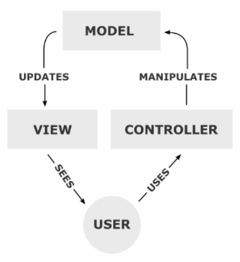 MODEL
UPDATES
MANIPULATES
VIEW
CONTROLLER
SEES
USES
USER